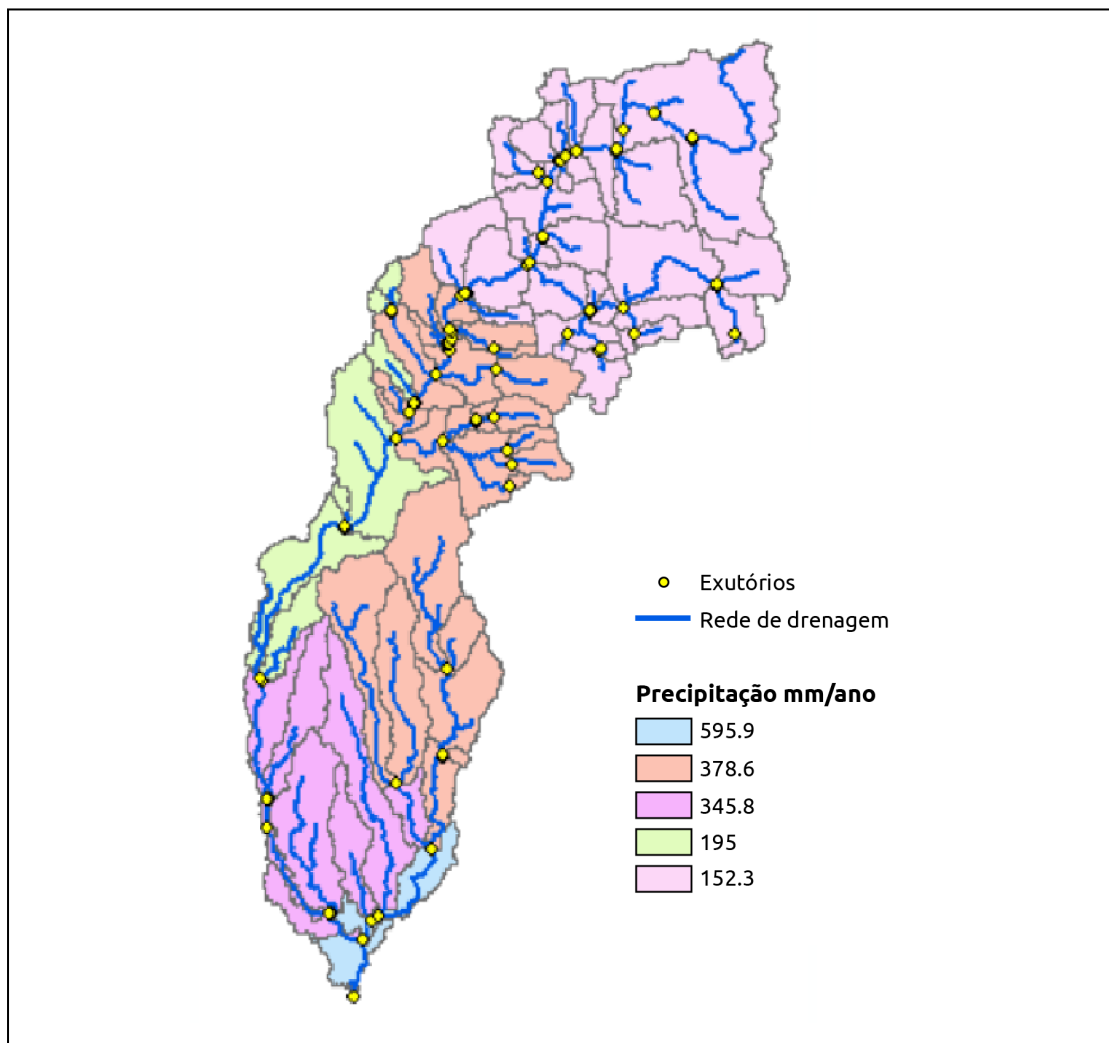 Exutórios
Rede de drenagem
Precipitação mm/ano
595.9
378.6
345.8
195
152.3